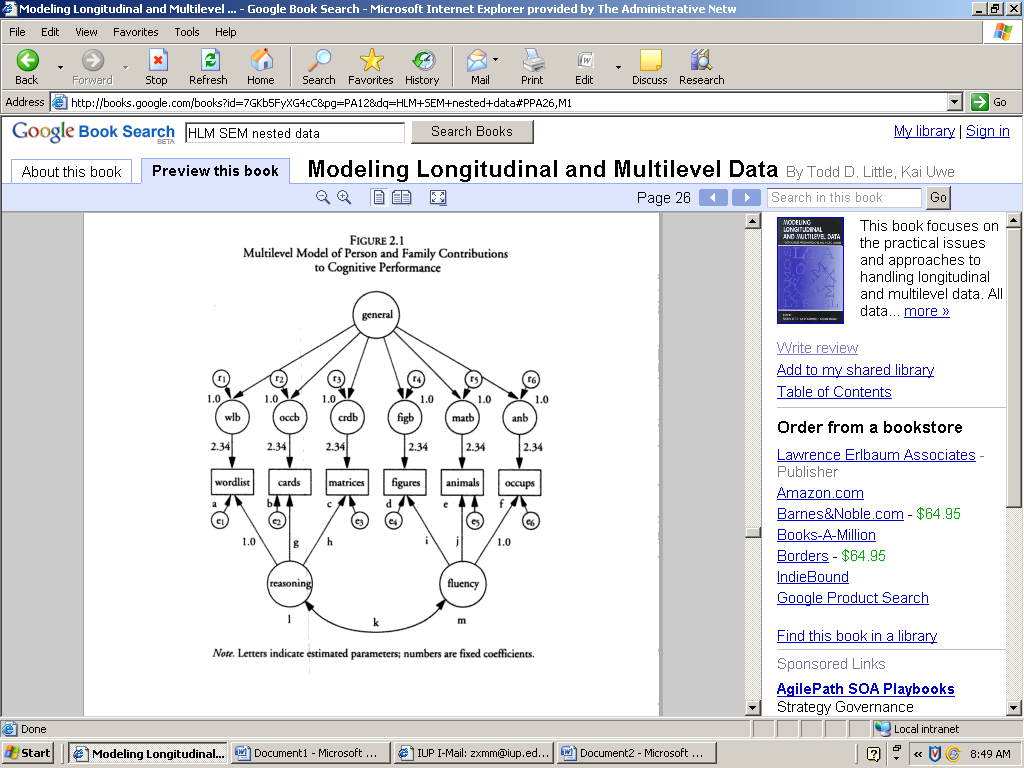 Modeling Longitudinal and Multilevel ... - Google Book Search - Microsoft Internet Explorer provided by The Administrative Netw
File Edit View Favorites Tools Help
Back Forward Stop Refresh Home Search Favorites History Mail Print Edit Discuss Research
Address http://books.google.com/books?id=7GKb5FyXG4cC&pg=PA12&dq=HLM+SEM+nested+data#PPA26,M1 Go
Google Book Search BETA HLM SEM nested data Search Books My library | Sign in
About this book Preview this book Modeling Longitudinal and Multilevel Data By Todd D. Little, Kai Uwe
Page 26 Search in this book Go
FIGURE 2.1
Multilevel Model of Person and Family Contributions
to Cognitive Performance
general
r1 r2 r3 r4 r5 r6
1.0 1.0 1.0 1.0 1.0 1.0
wlb occb crdb figb matb anb
2.34 2.34 2.34 2.34 2.34 2.34
wordlist cards matrices figures animals occups
a b c d e f
e1 e2 e3 e4 e5 e6
1.0 g h i j 1.0
reasoning fluency
l k m
Note. Letters indicate estimated parameters; numbers are fixed coefficients.
MODELING
LONGITUDINAL
AND MULTILEVEL DATA
This book focuses on
the practical issues
and approaches to
handling longitudinal
and multilevel data. All
data... more »
Write review
Add to my shared library
Table of Contents
Order from a bookstore
Lawrence Erlbaum Associates -
Publisher
Amazon.com
Barnes&Noble.com - $64.95
Books-A-Million
Borders - $64.95
IndieBound
Google Product Search
Find this book in a library
Sponsored Links
AgilePath SOA Playbooks
Strategy Governance
Done Local intranet
Start Modeling Longitudinal... Document1 - Microsoft ... IUP I-Mail: zxmm@iup.ed... Document2 - Microsoft ... 8:49 AM